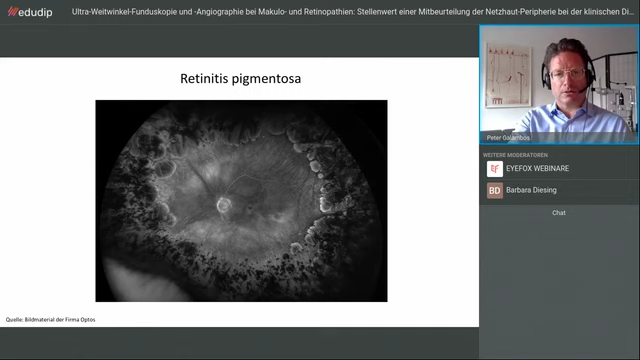 edudip
Ultra-Weitwinkel-Funduskopie und -Angiographie bei Makulo- und Retinopathien: Stellenwert einer Mitbeurteilung der Netzhaut-Peripherie bei der klinischen Di...
Retinitis pigmentosa
Peter Galambos
WEITERE MODERATOREN
EYEFOX WEBINARE
BD
Barbara Diesing
Chat
Quelle: Bildmaterial der Firma Optos